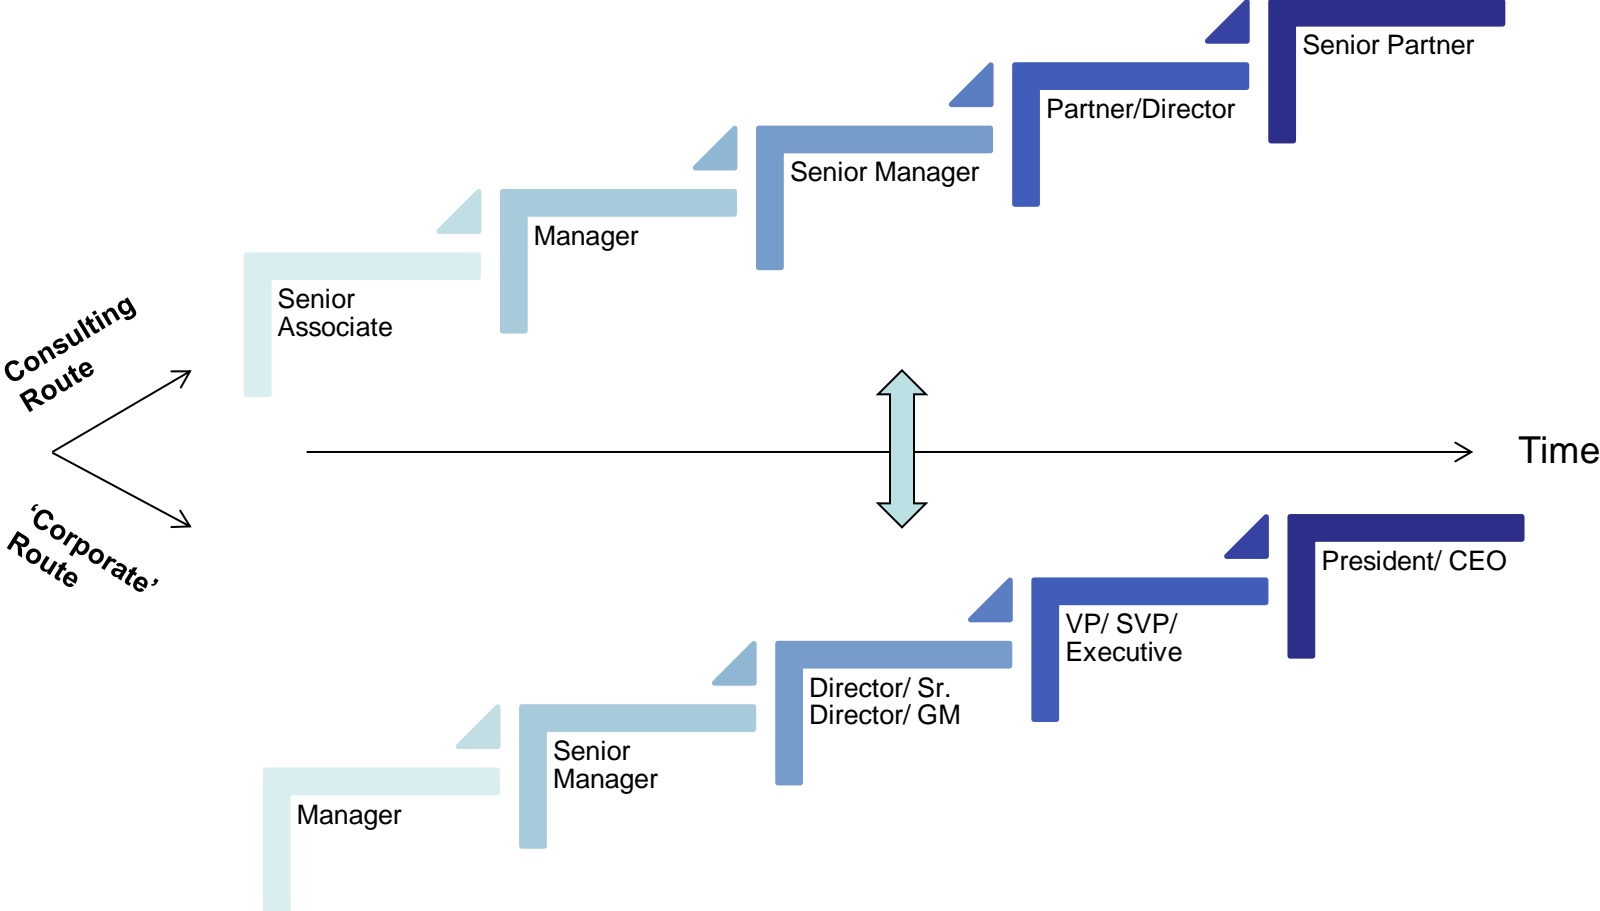 Senior Partner
Partner/Director
Senior Manager
Manager
Senior
Associate
Consulting
Route
Time
‘Corporate’
Route
President/ CEO
VP/ SVP/
Executive
Director/ Sr.
Director/ GM
Senior
Manager
Manager